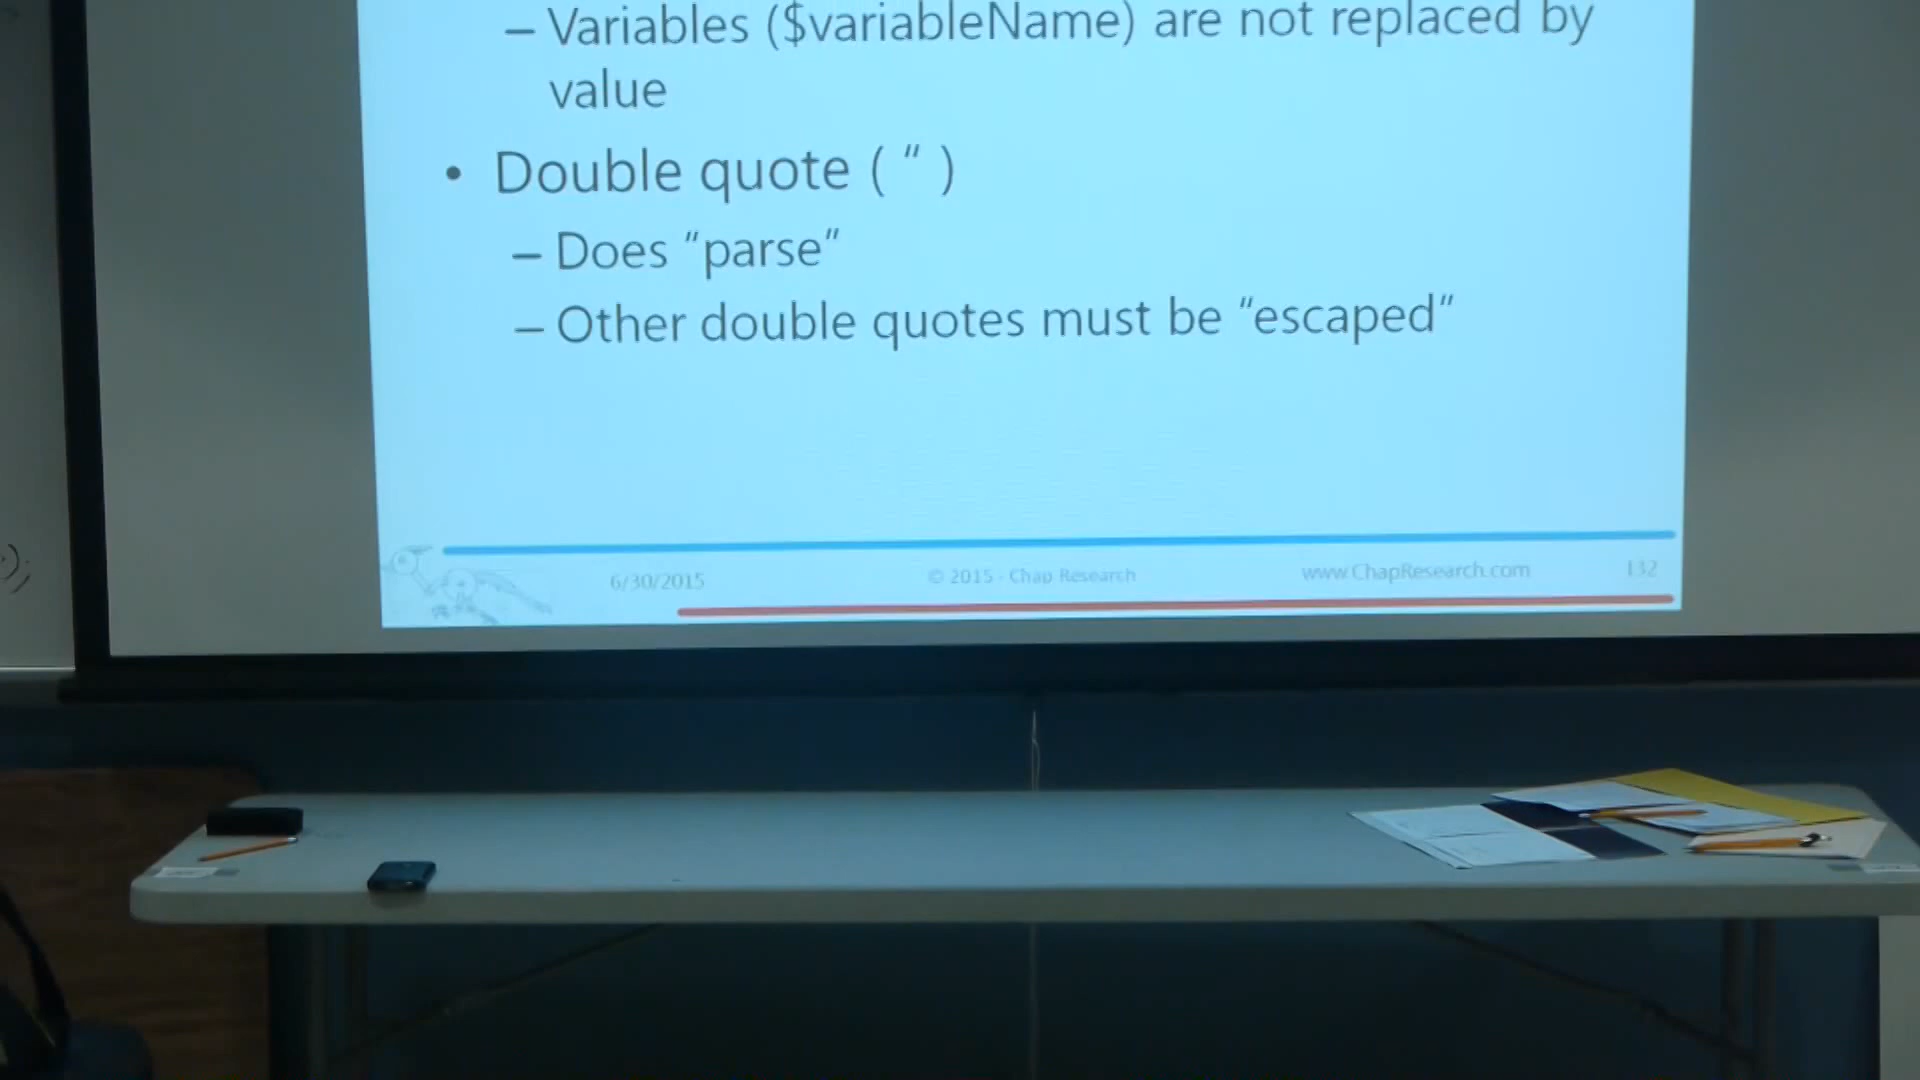 – Variables ($variableName) are not replaced by
value
• Double quote ( " )
– Does “parse”
– Other double quotes must be “escaped”
6/30/2015 © 2015 - Chap Research www.ChapResearch.com 132